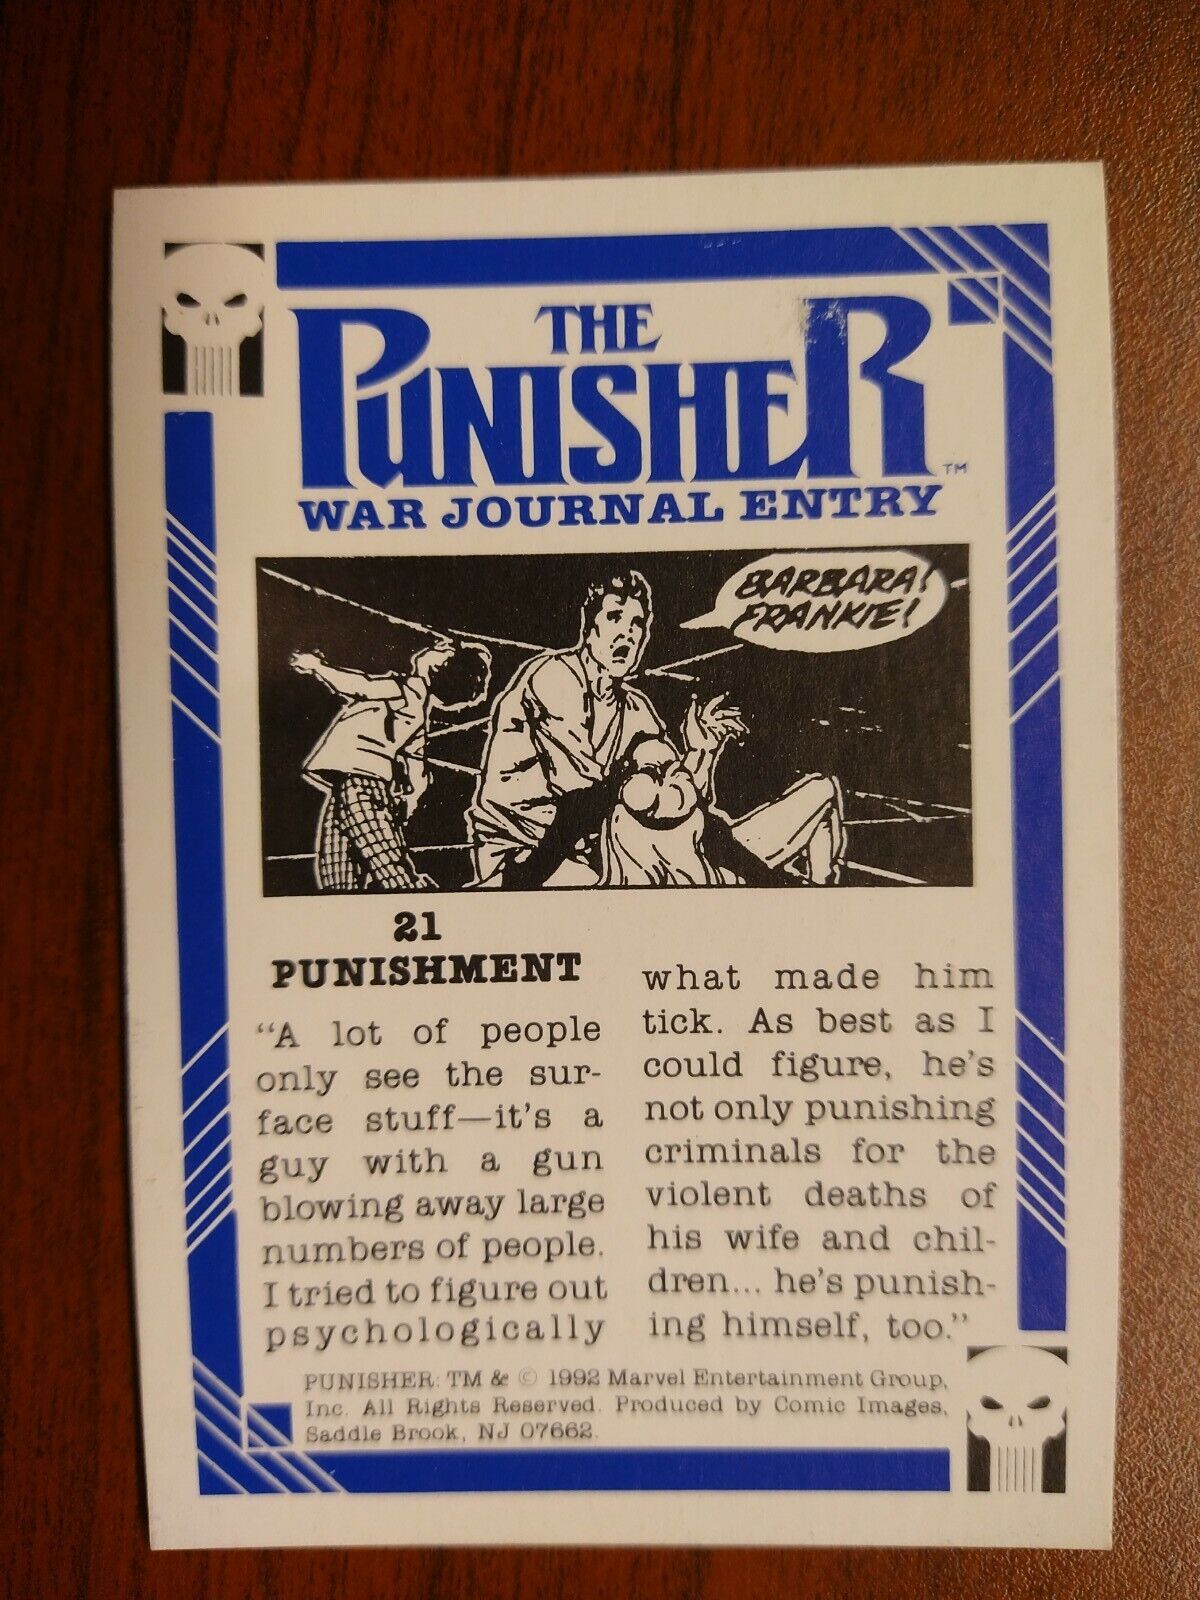 THE
PUNISHER™
WAR JOURNAL ENTRY
BARBARA!
FRANKIE!
21
PUNISHMENT
“A lot of people
only see the sur-
face stuff—it's a
guy with a gun
blowing away large
numbers of people.
I tried to figure out
psychologically
what made him
tick. As best as I
could figure, he's
not only punishing
criminals for the
violent deaths of
his wife and chil-
dren... he's punish-
ing himself, too.”
PUNISHER: TM & © 1992 Marvel Entertainment Group,
Inc. All Rights Reserved. Produced by Comic Images,
Saddle Brook, NJ 07662.